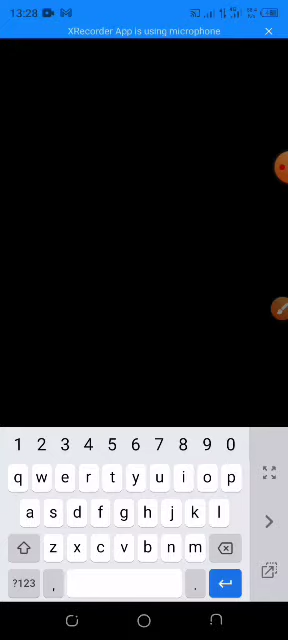 13:28
XRecorder App is using microphone
1 2 3 4 5 6 7 8 9 0
q w e r t y u i o p
a s d f g h j k l
z x c v b n m
?123 , .